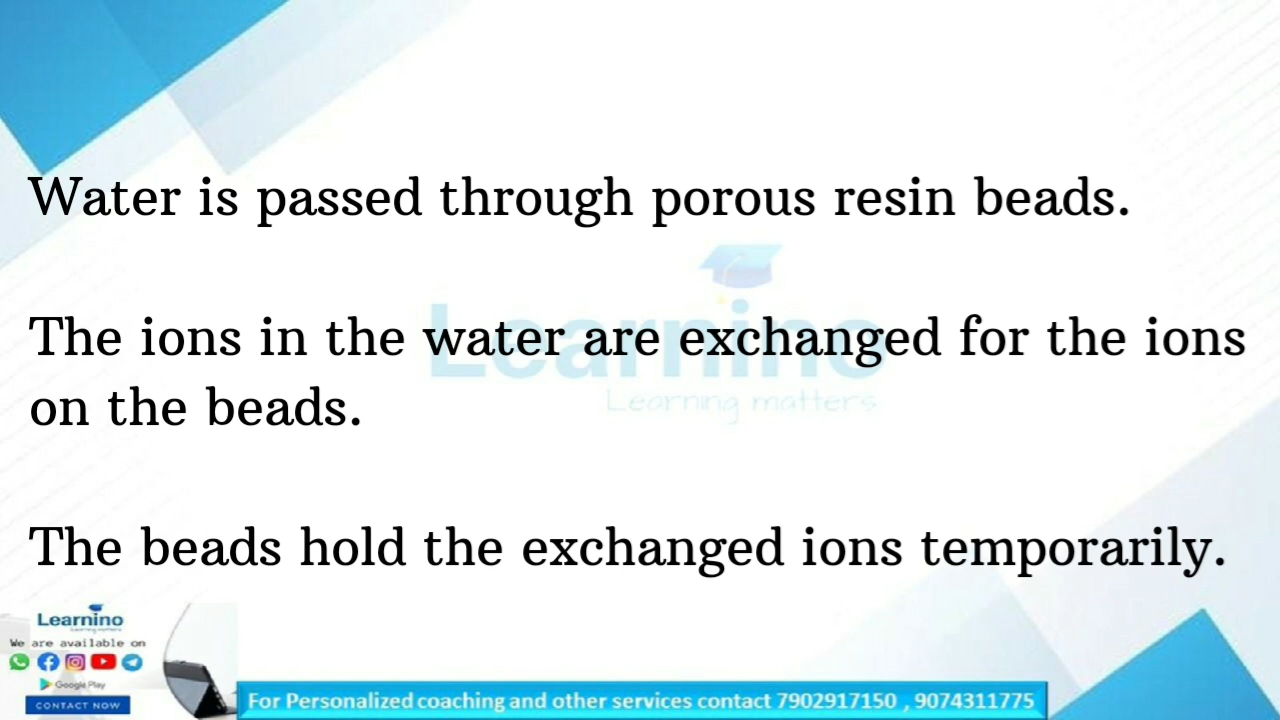 Water is passed through porous resin beads.
The ions in the water are exchanged for the ions
on the beads.
The beads hold the exchanged ions temporarily.
Learnino
Learning matters
Learnino
Learning matters
We are available on
Google Play
CONTACT NOW
For Personalized coaching and other services contact 7902917150 , 9074311775